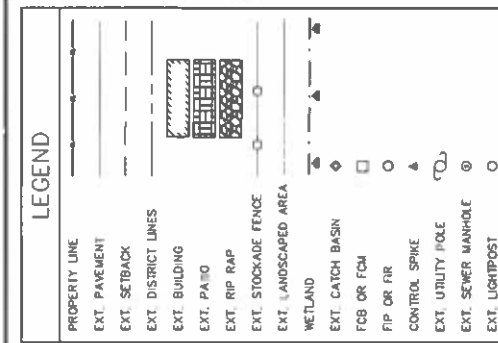 LEGEND
PROPERTY LINE
EXT. PAVEMENT
EXT. SETBACK
EXT. DISTRICT LINES
EXT. BUILDING
EXT. PATIO
EXT. RIP RAP
EXT. STOCKADE FENCE
EXT. LANDSCAPED AREA
WETLAND
EXT. CATCH BASIN
FCB OR FCM
FIP OR FIR
CONTROL SPIKE
EXT. UTILITY POLE
EXT. SEWER MANHOLE
EXT. LIGHTPOST